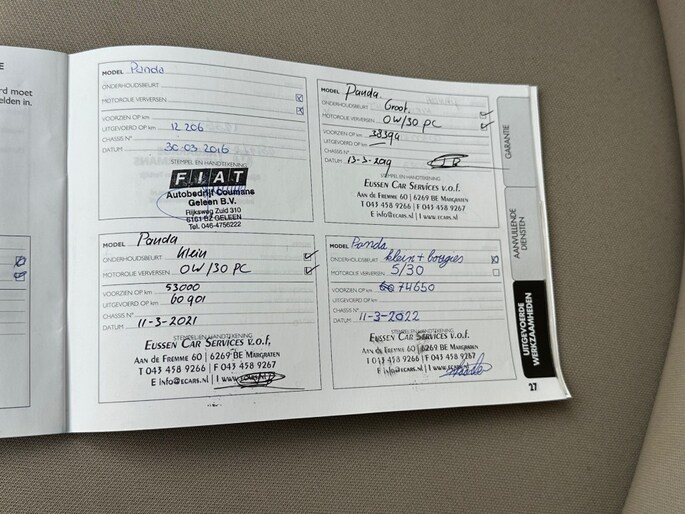 E
rd moet
elden in.
MODEL Panda
ONDERHOUDSBEURT
MOTOROLIE VERVERSEN
VOORZIEN OP km
UITGEVOERD OP km 12 206
CHASSIS N°
DATUM 30-03-2016
STEMPEL EN HANDTEKENING
FIAT
Autobedrijf Coumans
Geleen B.V.
Rijksweg Zuid 310
6161 BZ GELEEN
Tel. 046-4756222
MODEL Panda
ONDERHOUDSBEURT Groot
MOTOROLIE VERVERSEN 0W/30 PC
VOORZIEN OP km 38394
UITGEVOERD OP km
CHASSIS N°
DATUM 13-3-2019
STEMPEL EN HANDTEKENING
EUSSEN CAR SERVICES V.O.F.
AAN DE FREMME 60 | 6269 BE MARGRATEN
T 043 458 9266 | F 043 458 9267
E INFO@ECARS.NL | I WWW.ECARS.NL
MODEL Panda
ONDERHOUDSBEURT Klein
MOTOROLIE VERVERSEN 0W/30 PC
VOORZIEN OP km 53000
UITGEVOERD OP km 60901
CHASSIS N°
DATUM 11-3-2021
STEMPEL EN HANDTEKENING
EUSSEN CAR SERVICES V.O.F.
AAN DE FREMME 60 | 6269 BE MARGRATEN
T 043 458 9266 | F 043 458 9267
E INFO@ECARS.NL | I WWW.
MODEL Panda
ONDERHOUDSBEURT klein + bougies
MOTOROLIE VERVERSEN 5/30
VOORZIEN OP km 74650
UITGEVOERD OP km
CHASSIS N°
DATUM 11-3-2022
STEMPEL EN HANDTEKENING
EUSSEN CAR SERVICES V.O.F.
AAN DE FREMME 60 | 6269 BE MARGRATEN
T 043 458 9266 | F 043 458 9267
E INFO@ECARS.NL | I WWW.ECARS.NL
GARANTIE
AANVULLENDE
DIENSTEN
UITGEVOERDE
WERKZAAMHEDEN
27